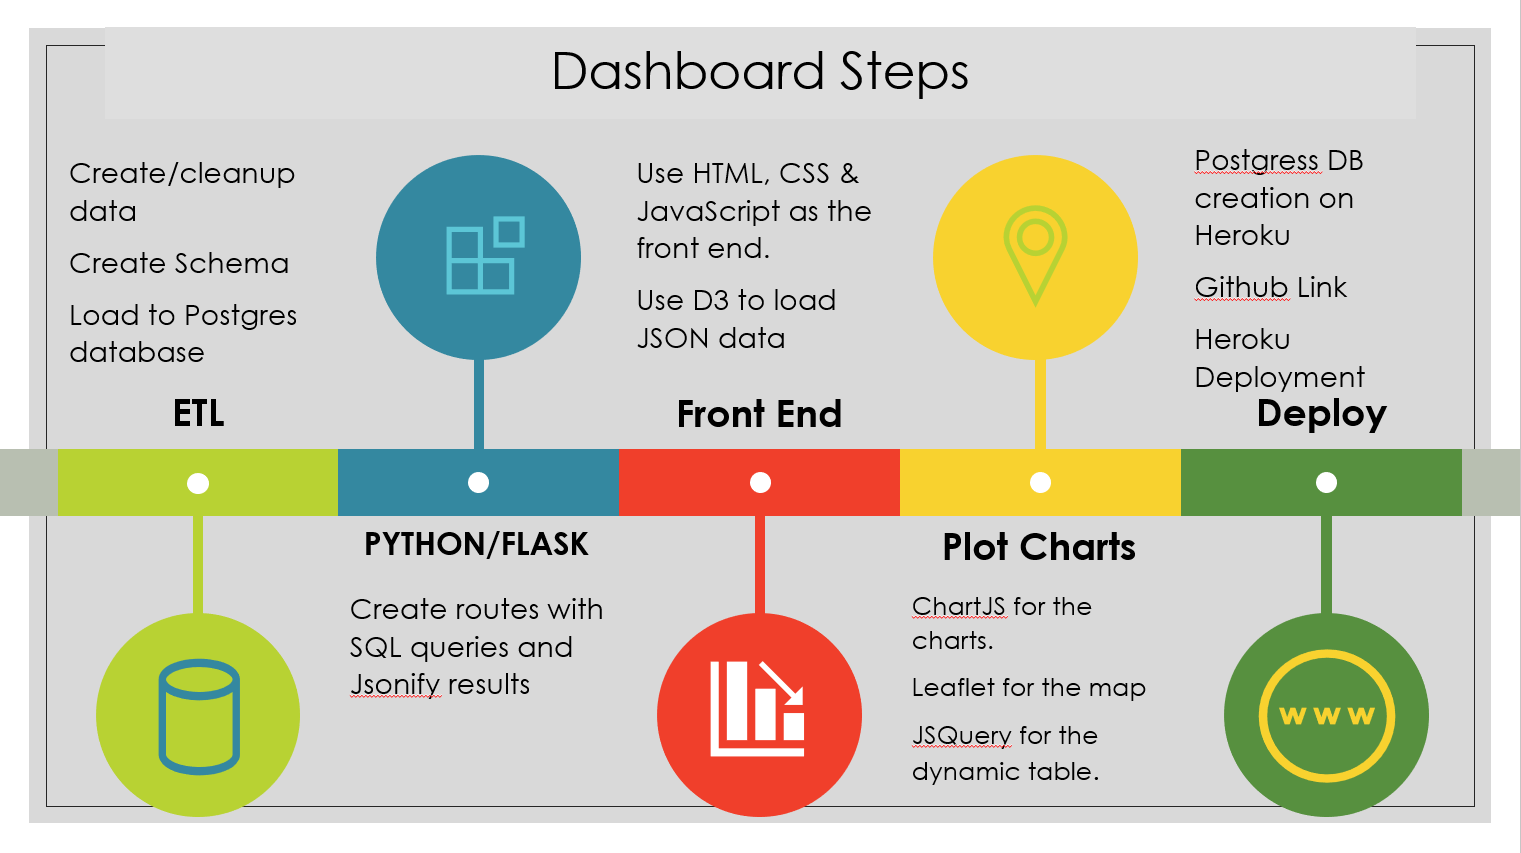 Dashboard Steps
Create/cleanup
data
Create Schema
Load to Postgres
database
ETL
PYTHON/FLASK
Create routes with
SQL queries and
Jsonify results
Use HTML, CSS &
JavaScript as the
front end.
Use D3 to load
JSON data
Front End
Plot Charts
ChartJS for the
charts.
Leaflet for the map
JSQuery for the
dynamic table.
Postgress DB
creation on
Heroku
Github Link
Heroku
Deployment
Deploy
www